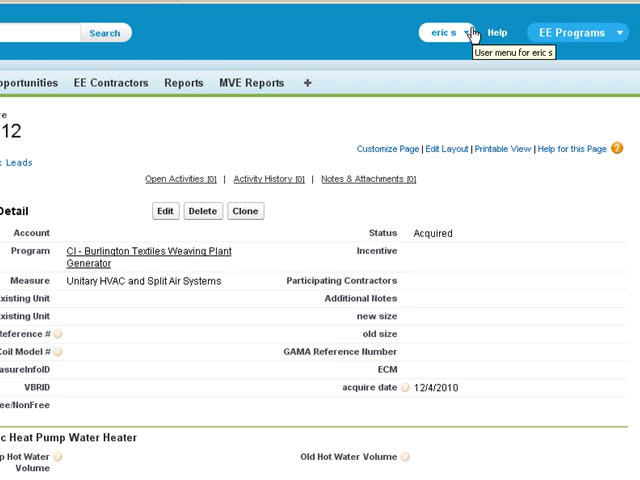 Search
eric s
Help
EE Programs
User menu for eric s
pportunities EE Contractors Reports MVE Reports +
re
12
Customize Page | Edit Layout | Printable View | Help for this Page ?
: Leads
Open Activities [0] | Activity History [0] | Notes & Attachments [0]
Detail
Edit Delete Clone
Account Status Acquired
Program CI - Burlington Textiles Weaving Plant Generator Incentive
Measure Unitary HVAC and Split Air Systems Participating Contractors
xisting Unit Additional Notes
xisting Unit new size
Reference # ? old size
Coil Model # ? GAMA Reference Number
asureInfoID ECM
VBRID acquire date ? 12/4/2010
ee/NonFree
c Heat Pump Water Heater
p Hot Water Volume ? Old Hot Water Volume ?